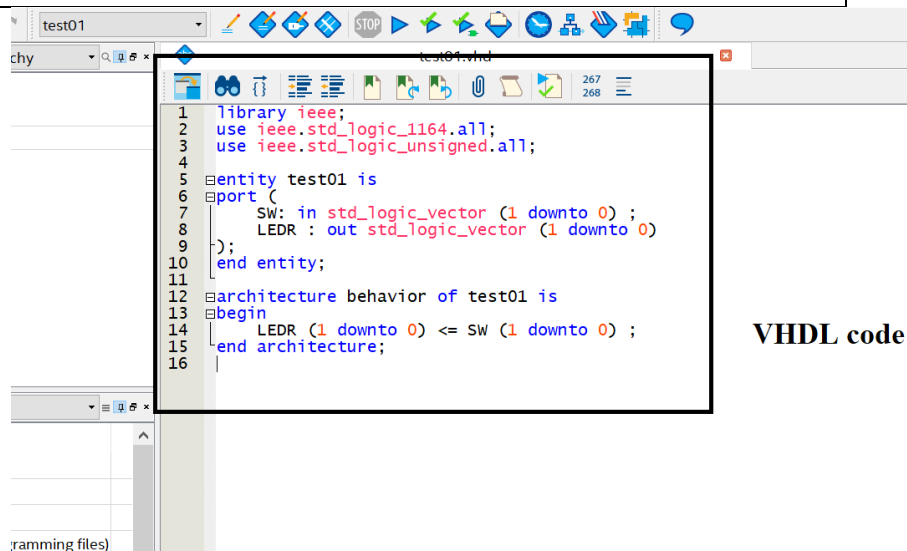 test01
chy
test01.vhd
STOP
267
268
1 library ieee;
2 use ieee.std_logic_1164.all;
3 use ieee.std_logic_unsigned.all;
4
5 entity test01 is
6 port (
7 SW: in std_logic_vector (1 downto 0) ;
8 LEDR : out std_logic_vector (1 downto 0)
9 );
10 end entity;
11
12 architecture behavior of test01 is
13 begin
14 LEDR (1 downto 0) <= SW (1 downto 0) ;
15 end architecture;
16
VHDL code
ramming files)